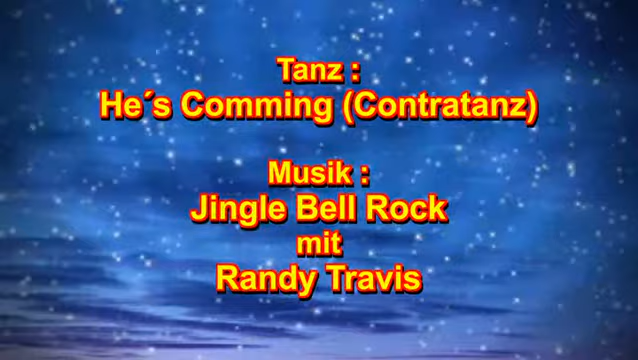 Tanz :
He´s Comming (Contratanz)
Musik :
Jingle Bell Rock
mit
Randy Travis